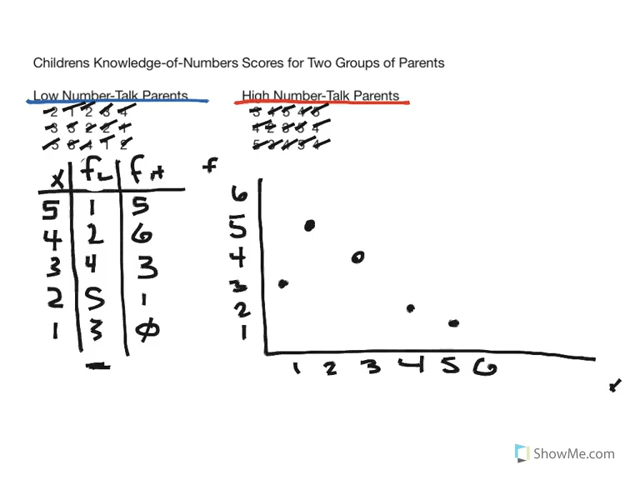 Childrens Knowledge-of-Numbers Scores for Two Groups of Parents
Low Number-Talk Parents High Number-Talk Parents
x fL fH f
5 1 5
4 2 6
3 4 3
2 5 1
1 3 0
6
5
4
3
2
1
1 2 3 4 5 6
x
ShowMe.com